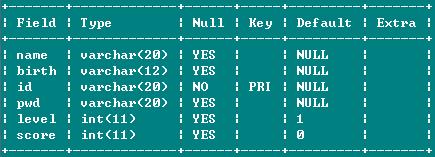 +-------+-------------+------+-----+---------+-------+
| Field | Type        | Null | Key | Default | Extra |
+-------+-------------+------+-----+---------+-------+
| name  | varchar(20) | YES  |     | NULL    |       |
| birth | varchar(12) | YES  |     | NULL    |       |
| id    | varchar(20) | NO   | PRI | NULL    |       |
| pwd   | varchar(20) | YES  |     | NULL    |       |
| level | int(11)     | YES  |     | 1       |       |
| score | int(11)     | YES  |     | 0       |       |
+-------+-------------+------+-----+---------+-------+